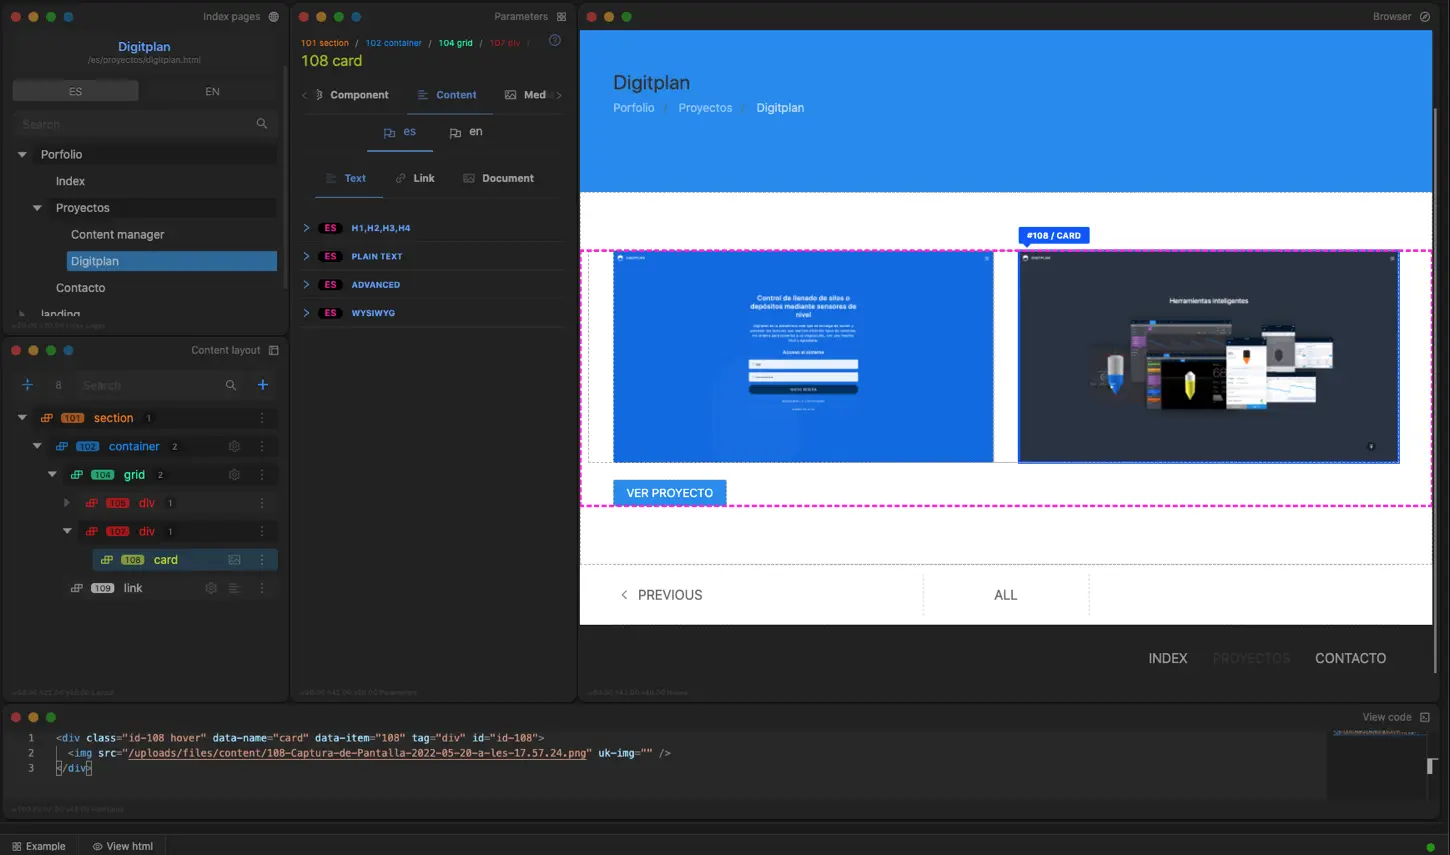 Index pages
Digitplan
/es/proyectos/digitplan.html
ES
EN
Search
Porfolio
Index
Proyectos
Content manager
Digitplan
Contacto
landing
Content layout
8
Search
101 section 1
102 container 2
104 grid 2
106 div 1
107 div 1
108 card
109 link
Parameters
101 section / 102 container / 104 grid / 107 div /
108 card
Component
Content
Med
es
en
Text
Link
Document
ES H1,H2,H3,H4
ES PLAIN TEXT
ES ADVANCED
ES WYSIWYG
Browser
Digitplan
Porfolio / Proyectos / Digitplan
#108 / CARD
DIGITPLAN
Control de llenado de silos o
depósitos mediante sensores de
nivel
Acceso al sistema
DIGITPLAN
Herramientas inteligentes
VER PROYECTO
PREVIOUS
ALL
INDEX
PROYECTOS
CONTACTO
View code
1 <div class="id-108 hover" data-name="card" data-item="108" tag="div" id="id-108">
2 <img src="/uploads/files/content/108-Captura-de-Pantalla-2022-05-20-a-les-17.57.24.png" uk-img="" />
3 </div>
Example
View html